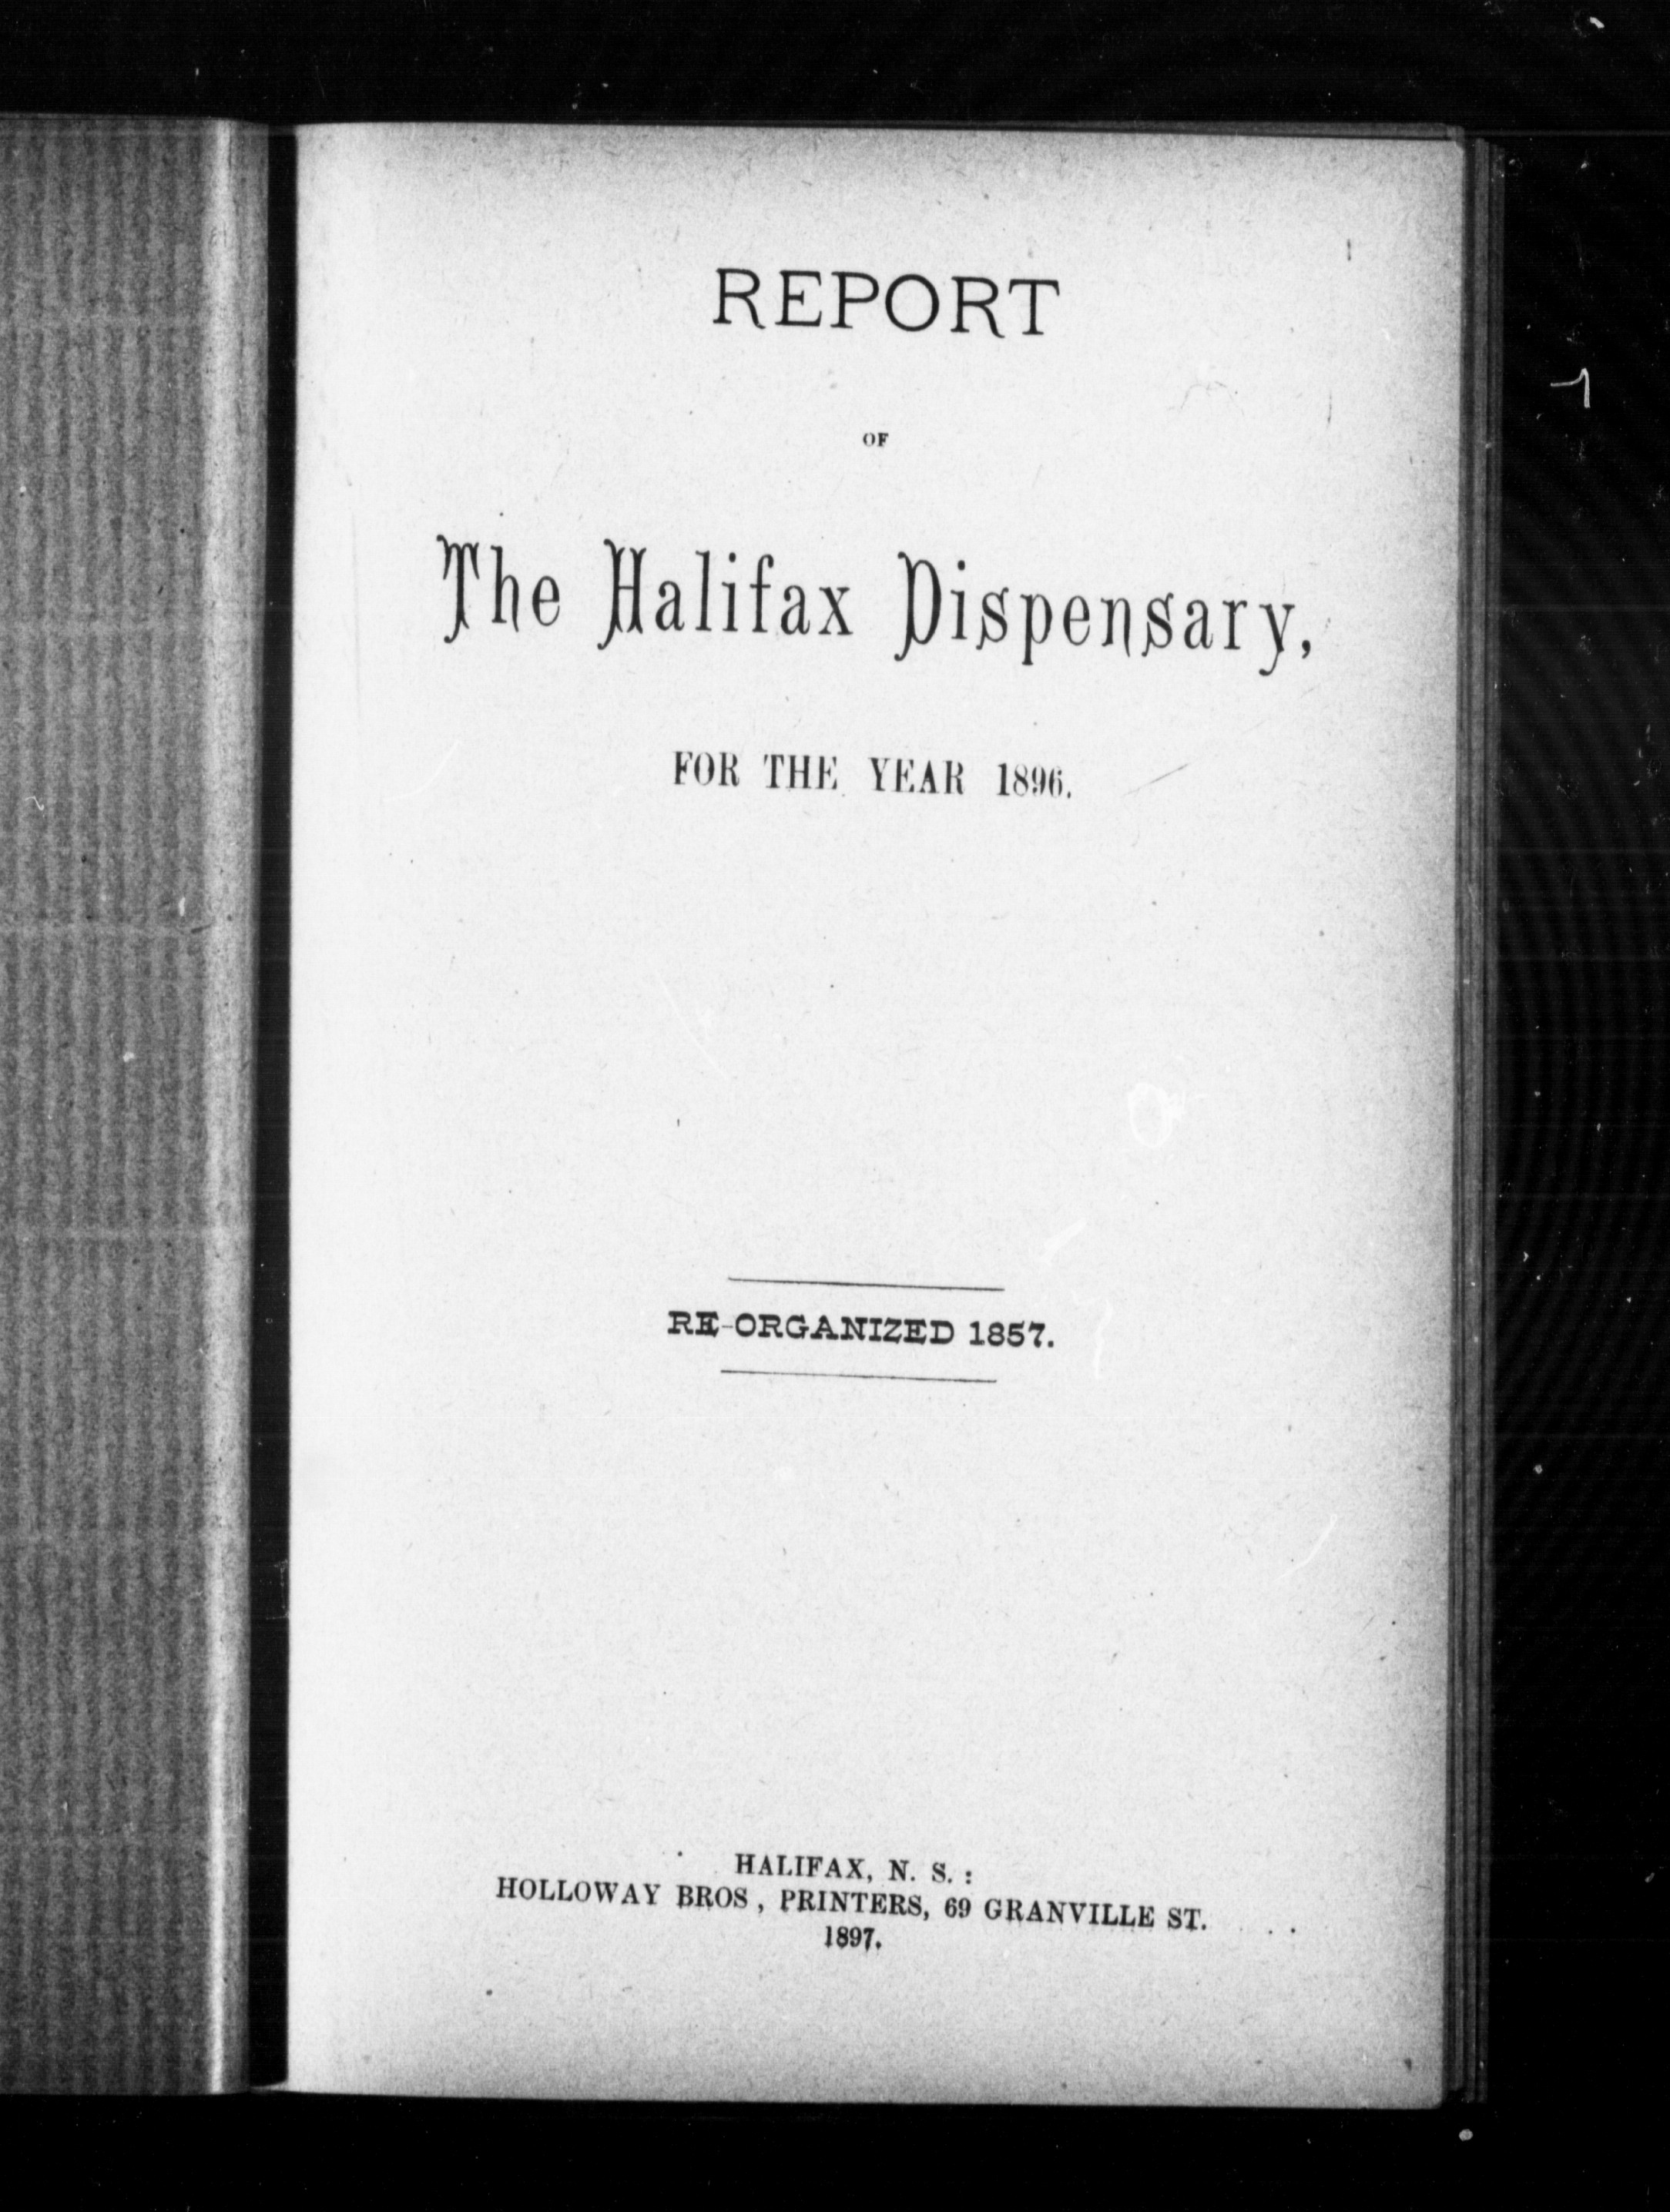 REPORT
OF
The Halifax Dispensary,
FOR THE YEAR 1896.
RE-ORGANIZED 1857.
HALIFAX, N. S. :
HOLLOWAY BROS , PRINTERS, 69 GRANVILLE ST.
1897.